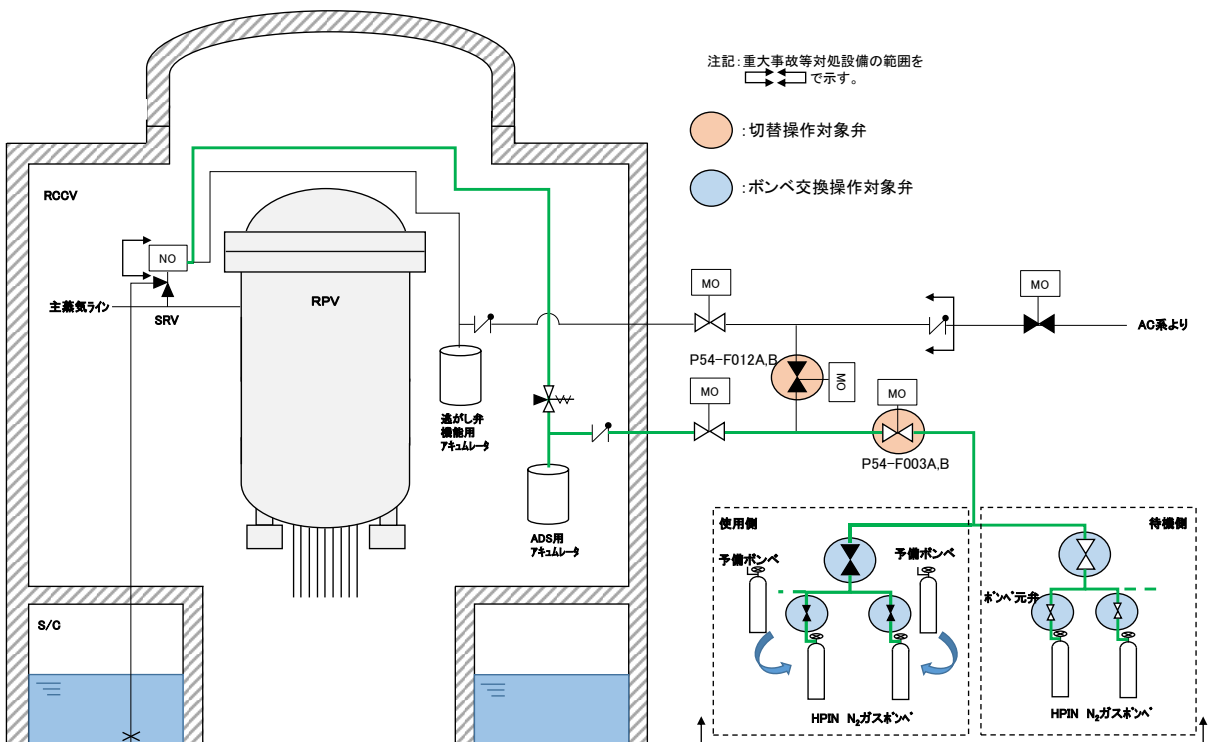 注記:重大事故等対処設備の範囲を
で示す。
:切替操作対象弁
:ボンベ交換操作対象弁
RCCV
NO
主蒸気ライン
SRV
RPV
MO
MO
AC系より
P54-F012A,B
MO
MO
MO
P54-F003A,B
逃がし弁
機能用
アキュムレータ
ADS用
アキュムレータ
使用側
待機側
予備ボンベ
予備ボンベ
ボンベ元弁
S/C
HPIN N₂ガスボンベ
HPIN N₂ガスボンベ